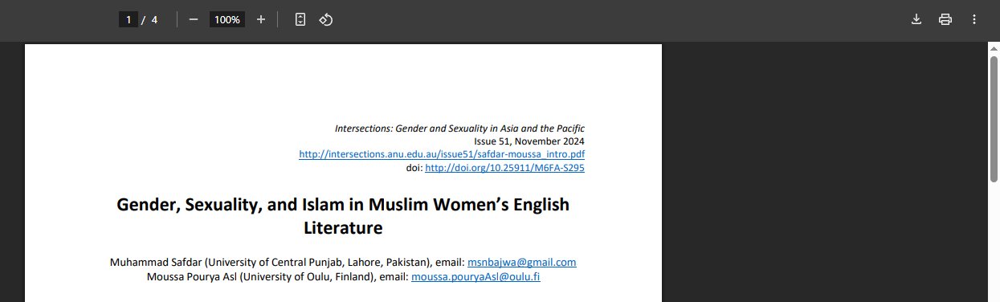 1 / 4 — 100% +
Intersections: Gender and Sexuality in Asia and the Pacific
Issue 51, November 2024
http://intersections.anu.edu.au/issue51/safdar-moussa_intro.pdf
doi: http://doi.org/10.25911/M6FA-S295
Gender, Sexuality, and Islam in Muslim Women’s English
Literature
Muhammad Safdar (University of Central Punjab, Lahore, Pakistan), email: msnbajwa@gmail.com
Moussa Pourya Asl (University of Oulu, Finland), email: moussa.pouryaAsl@oulu.fi